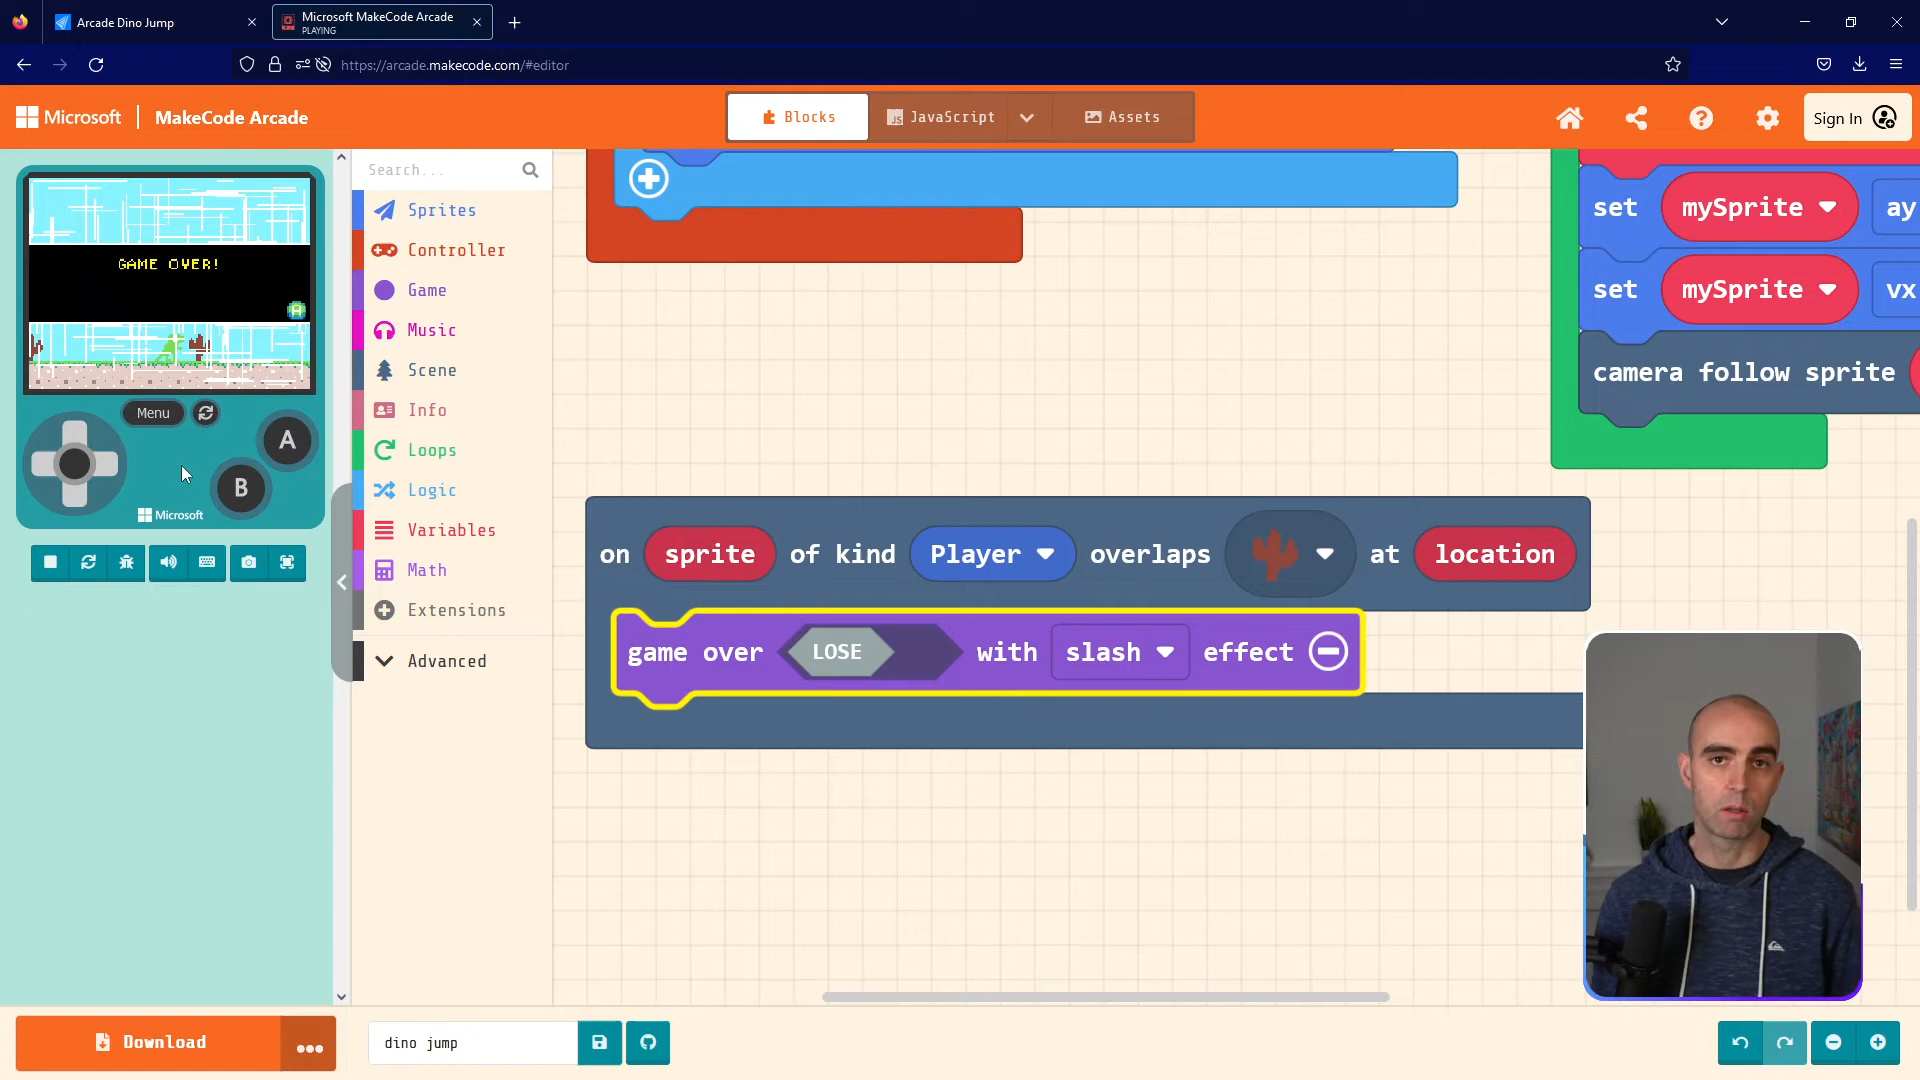 Arcade Dino Jump
Microsoft MakeCode Arcade
PLAYING
https://arcade.makecode.com/#editor
Microsoft
MakeCode Arcade
Blocks
JavaScript
Assets
Sign In
GAME OVER!
A
Menu
A
B
Microsoft
Search...
Sprites
Controller
Game
Music
Scene
Info
Loops
Logic
Variables
Math
Extensions
Advanced
set mySprite ay
set mySprite vx
camera follow sprite
on sprite of kind Player overlaps at location
game over LOSE with slash effect
Download
dino jump